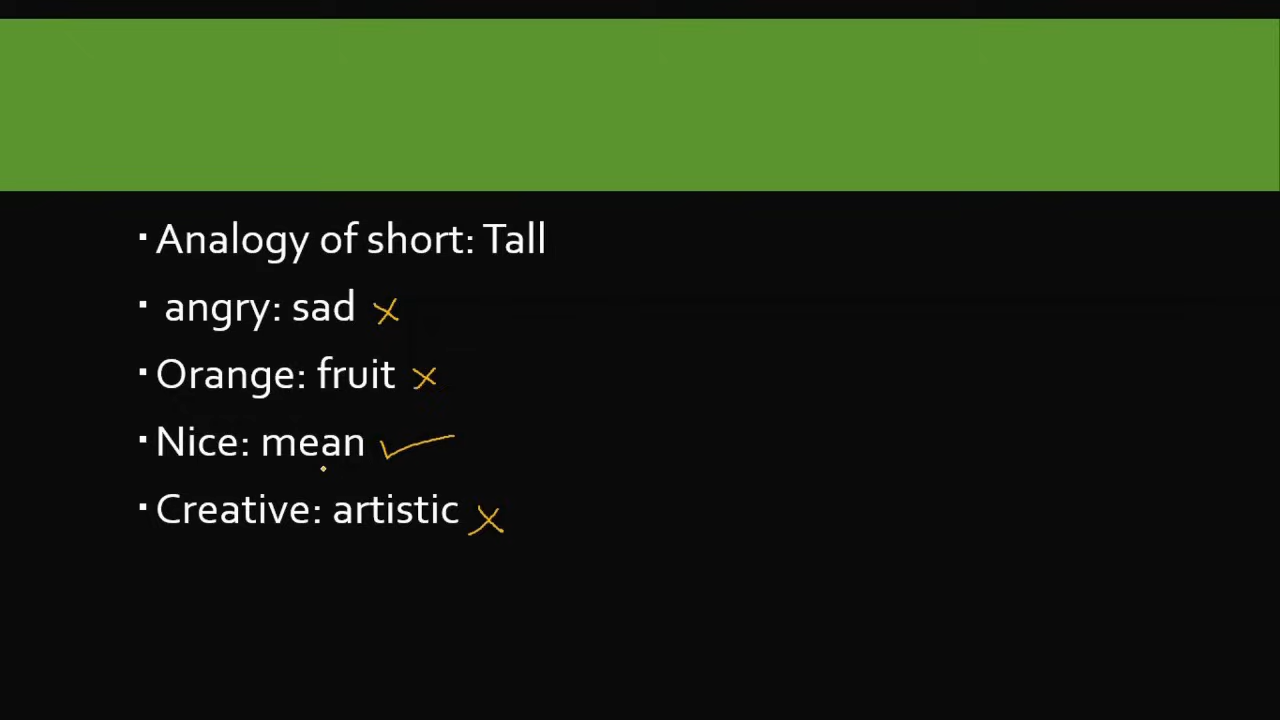 ▪ Analogy of short: Tall
▪ angry: sad ✗
▪ Orange: fruit ✗
▪ Nice: mean ✓
▪ Creative: artistic ✗